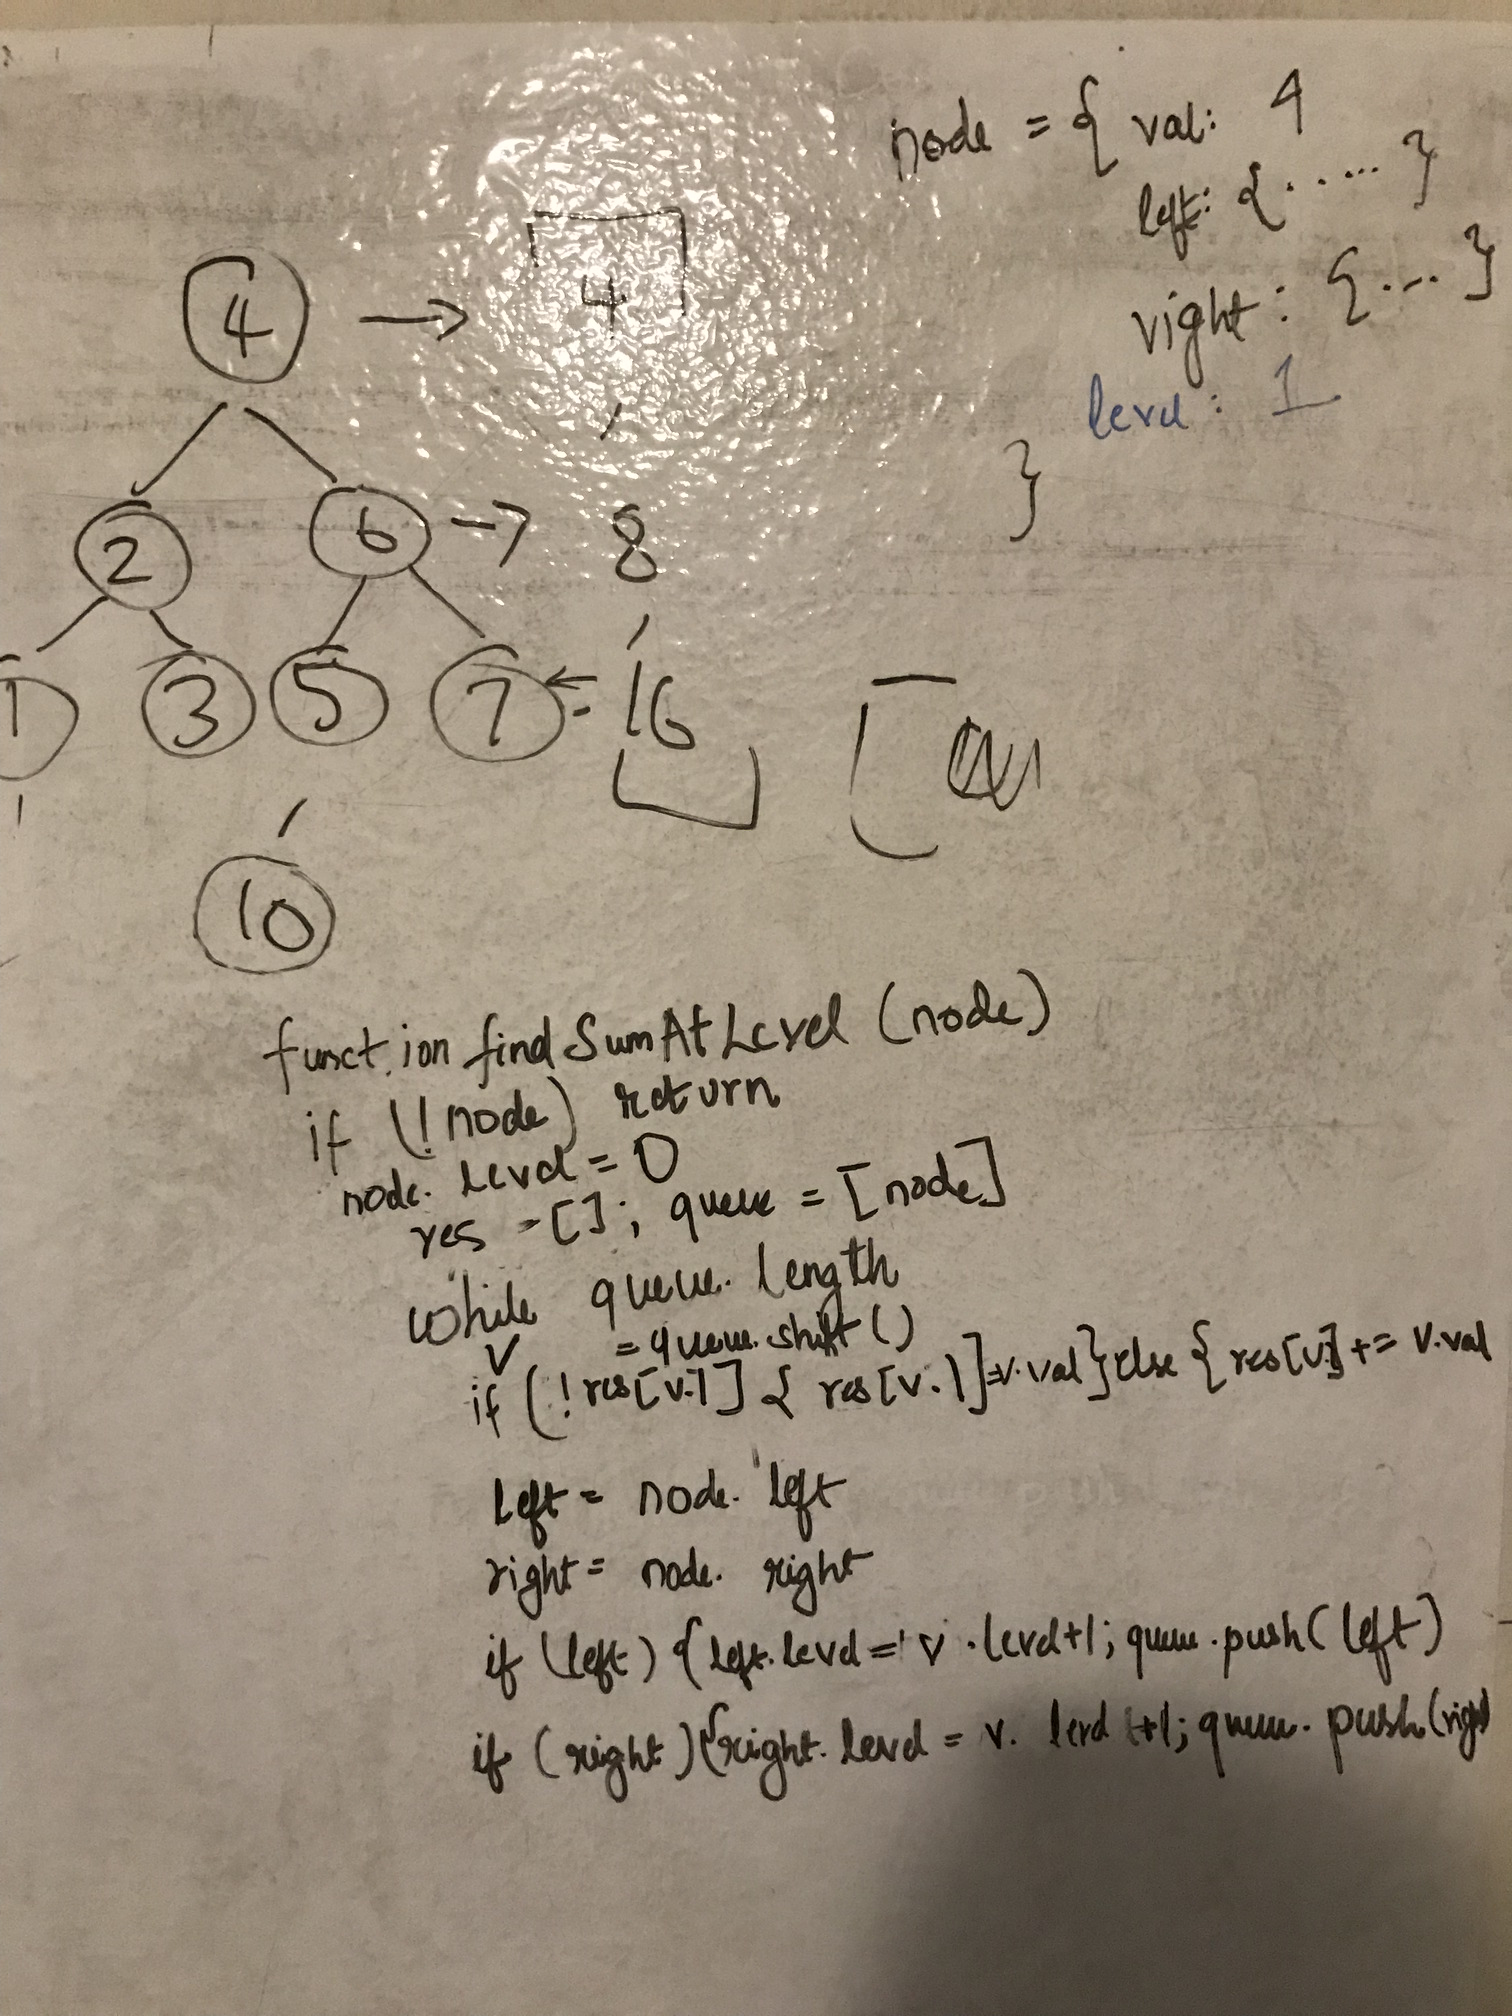 node = { val: 4
left: {..... }
right: {... }
level: 1
}
4 → 4
2 6 → 8
1 3 5 7 ← = 16
10
function findSumAtLevel (node)
if (!node) return
node. Level = 0
res = []; queue = [node]
while queue. length
v = queue. shift ()
if (! res[v.l] { res[v.l]=v.val} else { res[v.l] += v.val
left = node. left
right = node. right
if (left) { left.level = v.level+1; queue.push( left)
if (right) { right. level = v. level +1; queue. push (right